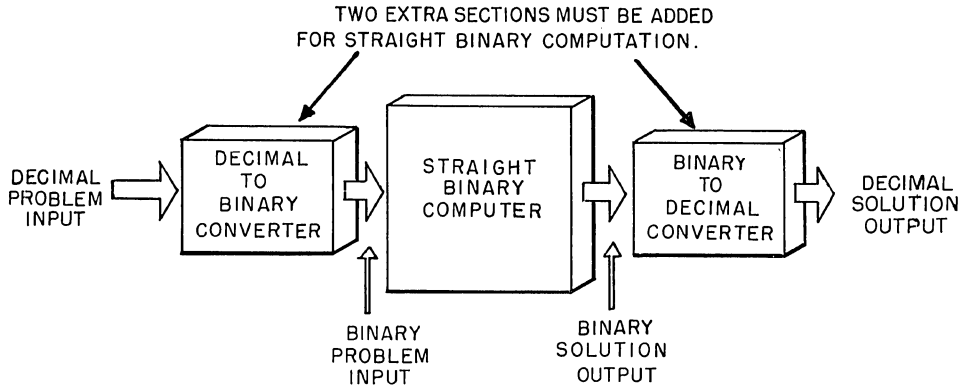 TWO EXTRA SECTIONS MUST BE ADDED
FOR STRAIGHT BINARY COMPUTATION.
DECIMAL
PROBLEM
INPUT
DECIMAL
TO
BINARY
CONVERTER
STRAIGHT
BINARY
COMPUTER
BINARY
TO
DECIMAL
CONVERTER
DECIMAL
SOLUTION
OUTPUT
BINARY
PROBLEM
INPUT
BINARY
SOLUTION
OUTPUT